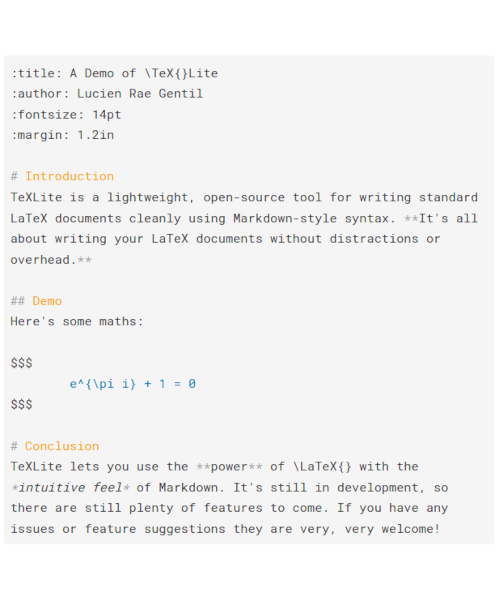 :title: A Demo of \TeX{}Lite
:author: Lucien Rae Gentil
:fontsize: 14pt
:margin: 1.2in
# Introduction
TeXLite is a lightweight, open-source tool for writing standard
LaTeX documents cleanly using Markdown-style syntax. **It's all
about writing your LaTeX documents without distractions or
overhead.**
## Demo
Here's some maths:
$$$
e^{\pi i} + 1 = 0
$$$
# Conclusion
TeXLite lets you use the **power** of \LaTeX{} with the
*intuitive feel* of Markdown. It's still in development, so
there are still plenty of features to come. If you have any
issues or feature suggestions they are very, very welcome!